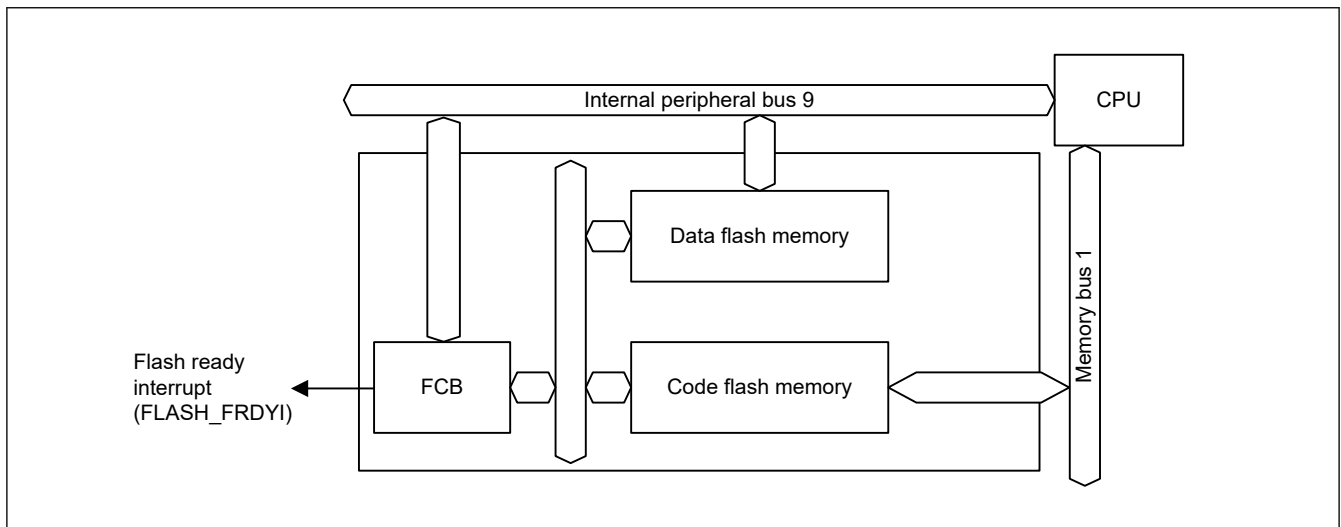 Internal peripheral bus 9
CPU
Data flash memory
Memory bus 1
Flash ready
interrupt
(FLASH_FRDYI)
FCB
Code flash memory